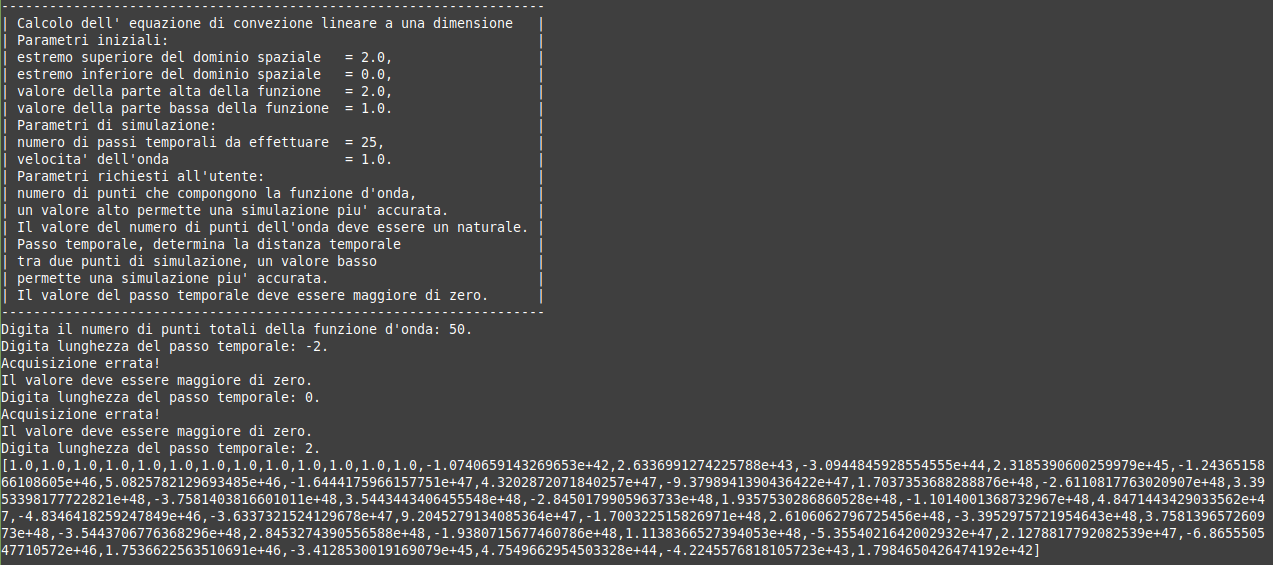 --------------------------------------------------------------------
| Calcolo dell' equazione di convezione lineare a una dimensione   |
| Parametri iniziali:                                              |
| estremo superiore del dominio spaziale   = 2.0,                  |
| estremo inferiore del dominio spaziale   = 0.0,                  |
| valore della parte alta della funzione   = 2.0,                  |
| valore della parte bassa della funzione  = 1.0.                  |
| Parametri di simulazione:                                        |
| numero di passi temporali da effettuare  = 25,                   |
| velocita' dell'onda                      = 1.0.                  |
| Parametri richiesti all'utente:                                  |
| numero di punti che compongono la funzione d'onda,               |
| un valore alto permette una simulazione piu' accurata.           |
| Il valore del numero di punti dell'onda deve essere un naturale. |
| Passo temporale, determina la distanza temporale                 |
| tra due punti di simulazione, un valore basso                    |
| permette una simulazione piu' accurata.                          |
| Il valore del passo temporale deve essere maggiore di zero.      |
--------------------------------------------------------------------
Digita il numero di punti totali della funzione d'onda: 50.
Digita lunghezza del passo temporale: -2.
Acquisizione errata!
Il valore deve essere maggiore di zero.
Digita lunghezza del passo temporale: 0.
Acquisizione errata!
Il valore deve essere maggiore di zero.
Digita lunghezza del passo temporale: 2.
[1.0,1.0,1.0,1.0,1.0,1.0,1.0,1.0,1.0,1.0,1.0,1.0,1.0,-1.0740659143269653e+42,2.6336991274225788e+43,-3.0944845928554555e+44,2.3185390600259979e+45,-1.24365158
66108605e+46,5.0825782129693485e+46,-1.6444175966157751e+47,4.3202872071840257e+47,-9.3798941390436422e+47,1.7037353688288876e+48,-2.6110817763020907e+48,3.39
53398177722821e+48,-3.7581403816601011e+48,3.5443443406455548e+48,-2.8450179905963733e+48,1.9357530286860528e+48,-1.1014001368732967e+48,4.8471443429033562e+4
7,-4.8346418259247849e+46,-3.6337321524129678e+47,9.2045279134085364e+47,-1.700322515826971e+48,2.6106062796725456e+48,-3.3952975721954643e+48,3.7581396572609
73e+48,-3.5443706776368296e+48,2.8453274390556588e+48,-1.9380715677460786e+48,1.1138366527394053e+48,-5.3554021642002932e+47,2.1278817792082539e+47,-6.8655505
47710572e+46,1.7536622563510691e+46,-3.4128530019169079e+45,4.7549662954503328e+44,-4.2245576818105723e+43,1.7984650426474192e+42]